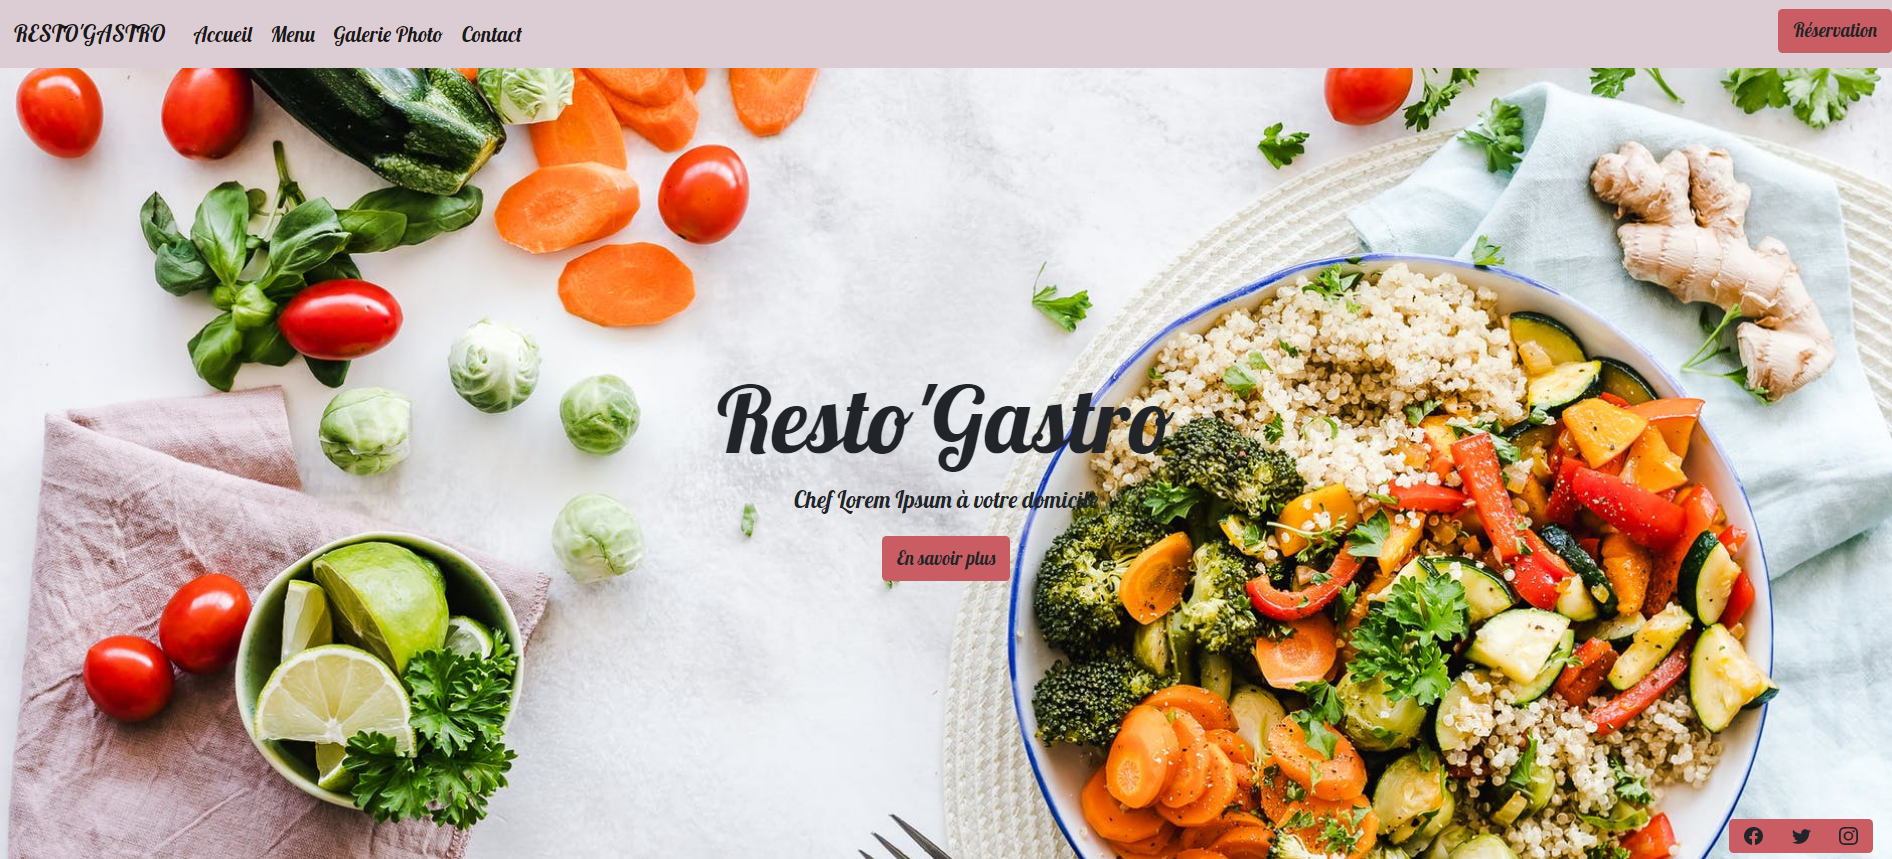 RESTO'GASTRO Accueil Menu Galerie Photo Contact Réservation
Resto'Gastro
Chef Lorem Ipsum à votre domicile
En savoir plus